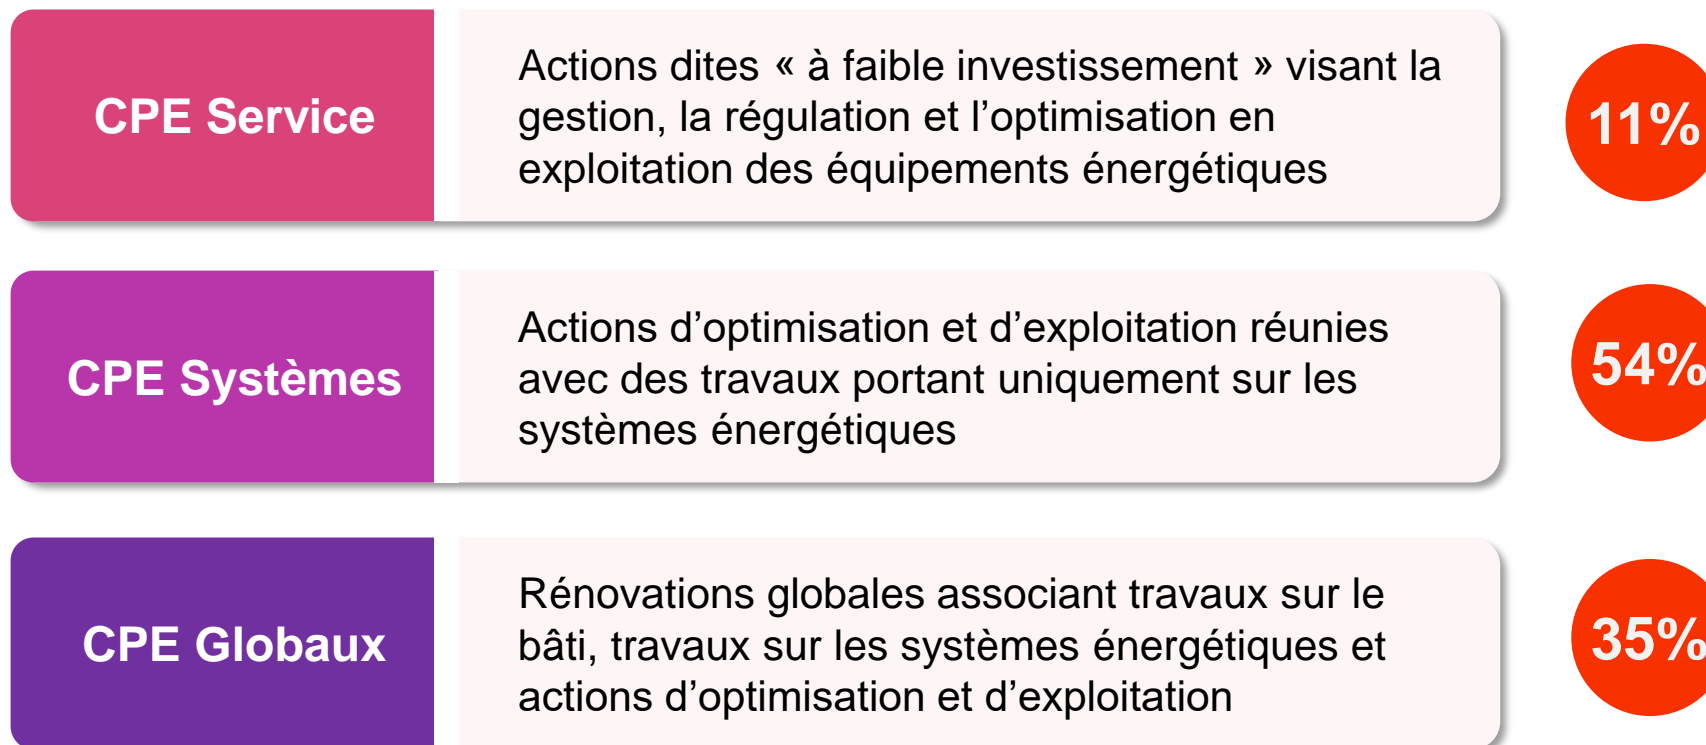 CPE Service
Actions dites « à faible investissement » visant la
gestion, la régulation et l’optimisation en
exploitation des équipements énergétiques
11%
CPE Systèmes
Actions d’optimisation et d’exploitation réunies
avec des travaux portant uniquement sur les
systèmes énergétiques
54%
CPE Globaux
Rénovations globales associant travaux sur le
bâti, travaux sur les systèmes énergétiques et
actions d’optimisation et d’exploitation
35%